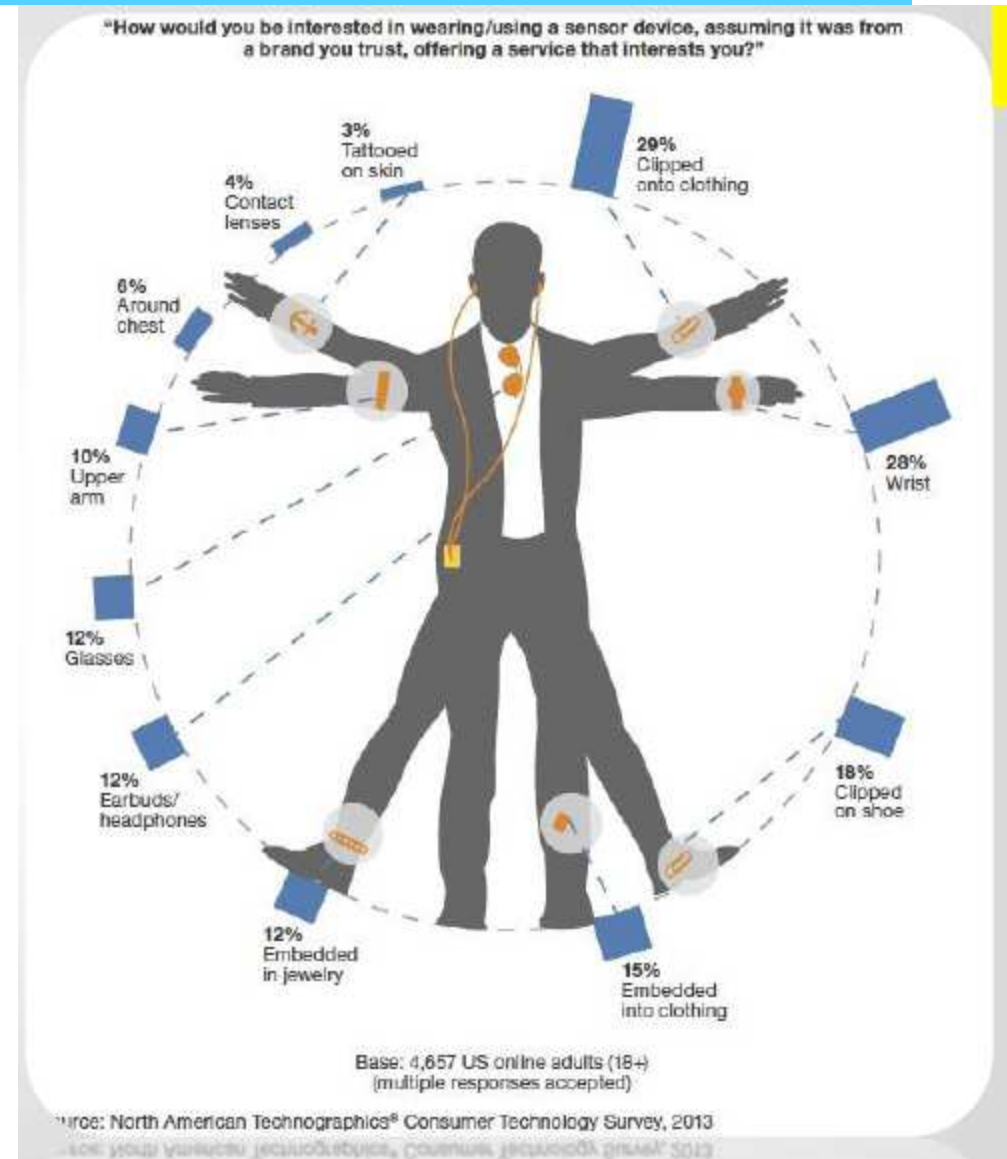 "How would you be interested in wearing/using a sensor device, assuming it was from
a brand you trust, offering a service that interests you?"
3%
Tattooed
on skin
29%
Clipped
onto clothing
4%
Contact
lenses
6%
Around
chest
10%
Upper
arm
28%
Wrist
12%
Glasses
18%
Clipped
on shoe
12%
Earbuds/
headphones
12%
Embedded
in jewelry
15%
Embedded
into clothing
Base: 4,657 US online adults (18+)
(multiple responses accepted)
urce: North American Technographics® Consumer Technology Survey, 2013